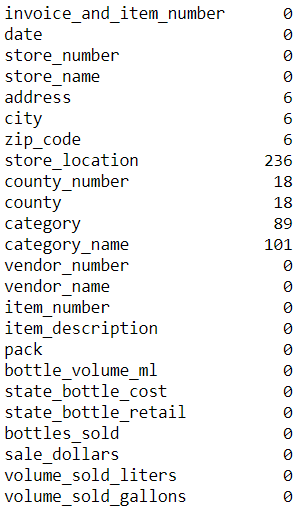 invoice_and_item_number 0
date 0
store_number 0
store_name 0
address 6
city 6
zip_code 6
store_location 236
county_number 18
county 18
category 89
category_name 101
vendor_number 0
vendor_name 0
item_number 0
item_description 0
pack 0
bottle_volume_ml 0
state_bottle_cost 0
state_bottle_retail 0
bottles_sold 0
sale_dollars 0
volume_sold_liters 0
volume_sold_gallons 0